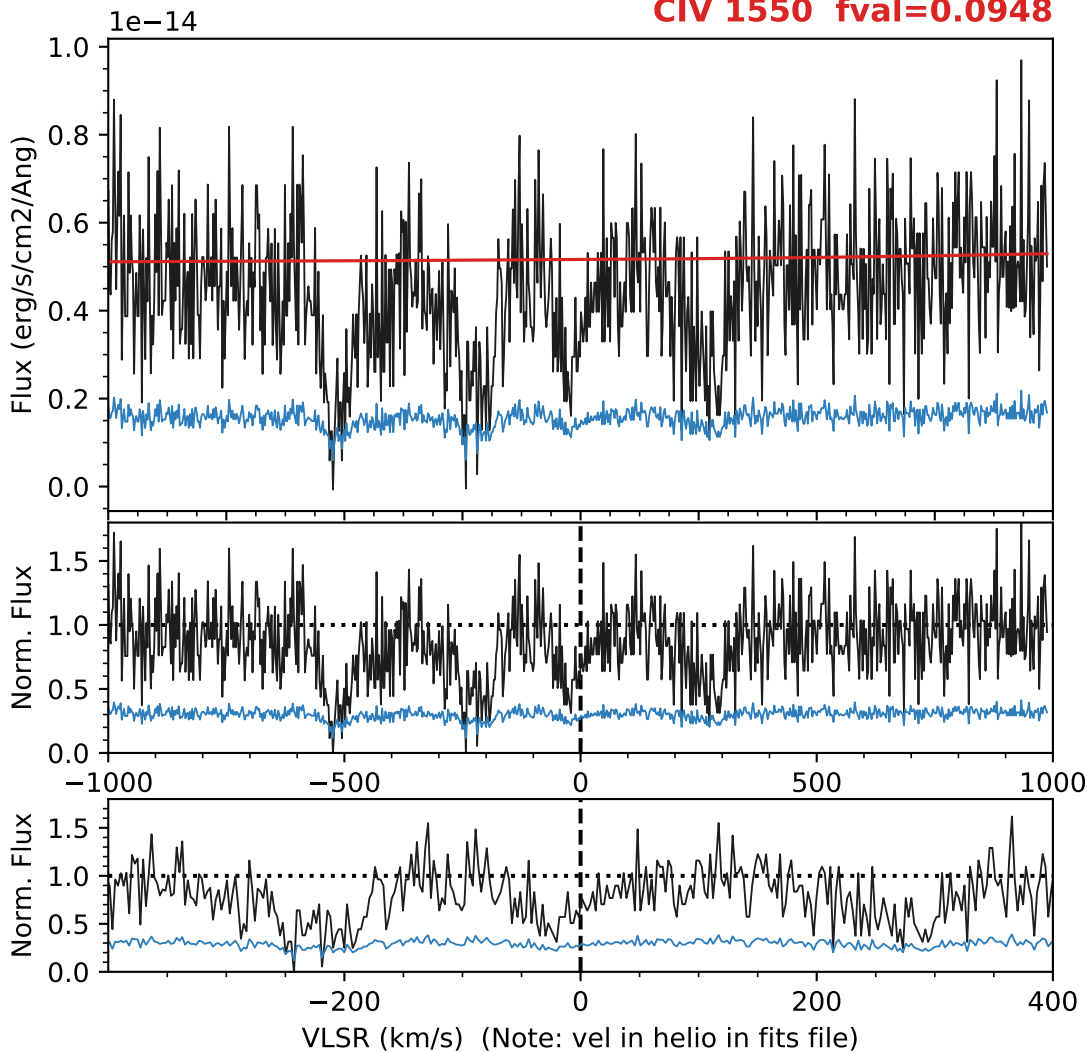 CIV 1550 fval=0.0948
1e−14
1.0
0.8
0.6
0.4
0.2
0.0
Flux (erg/s/cm2/Ang)
1.5
1.0
0.5
0.0
Norm. Flux
−1000 −500 0 500 1000
1.5
1.0
0.5
0.0
Norm. Flux
−200 0 200 400
VLSR (km/s) (Note: vel in helio in fits file)